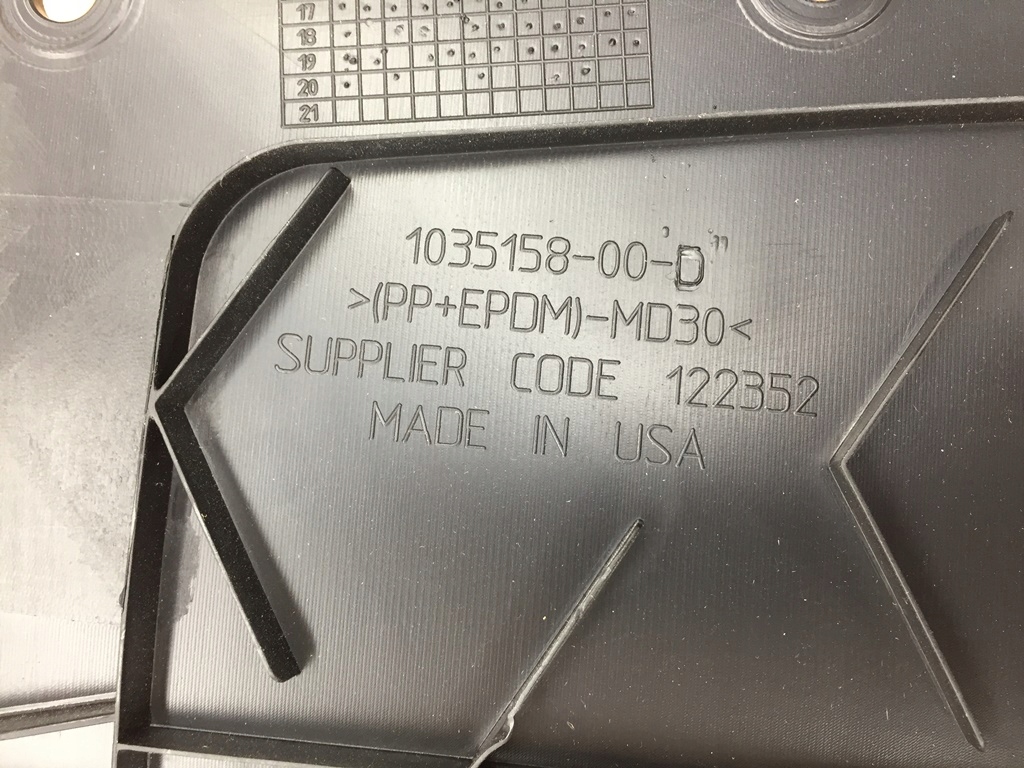 17
18
19
20
21
1035158-00-"D"
>(PP+EPDM)-MD30<
SUPPLIER CODE 122352
MADE IN USA